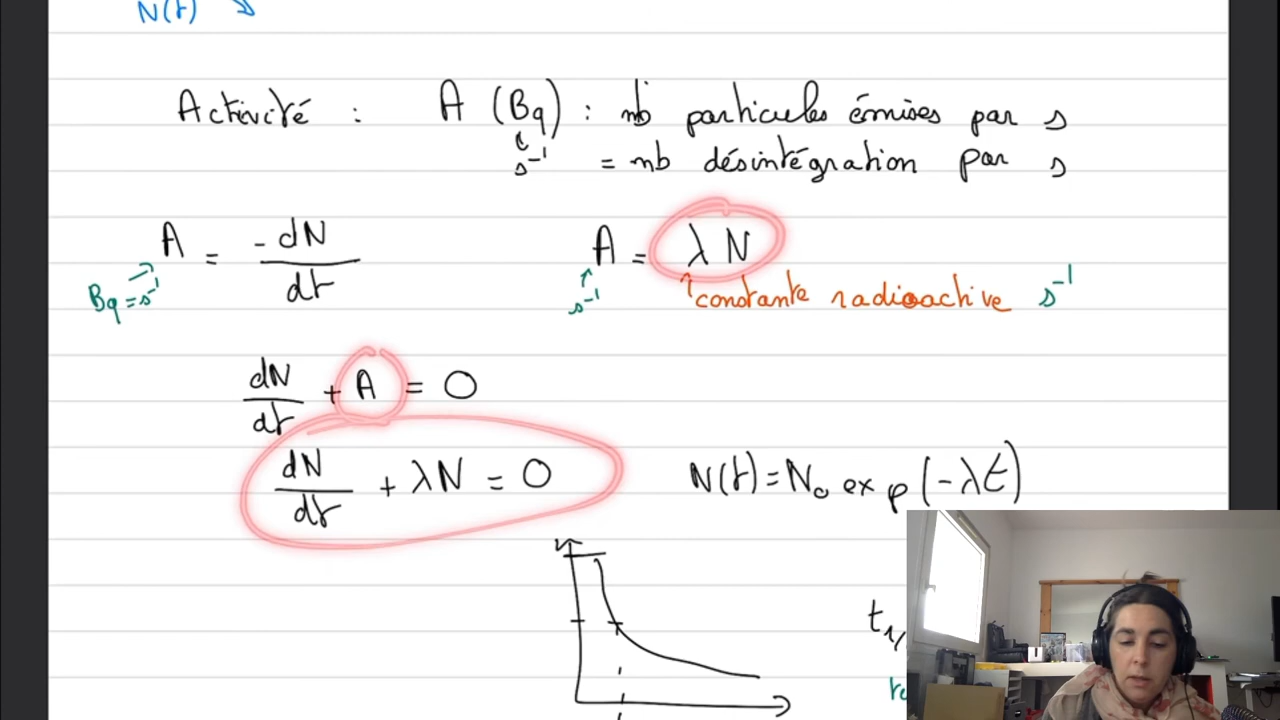 N(t) ↘
Activité : A (Bq) : nb particules émises par s
s⁻¹ = nb désintégration par s
A = -dN/dt
Bq = s⁻¹
A = λ N
s⁻¹
constante radioactive s⁻¹
dN/dt + A = 0
dN/dt + λN = 0
N(t) = N₀ exp(-λt)